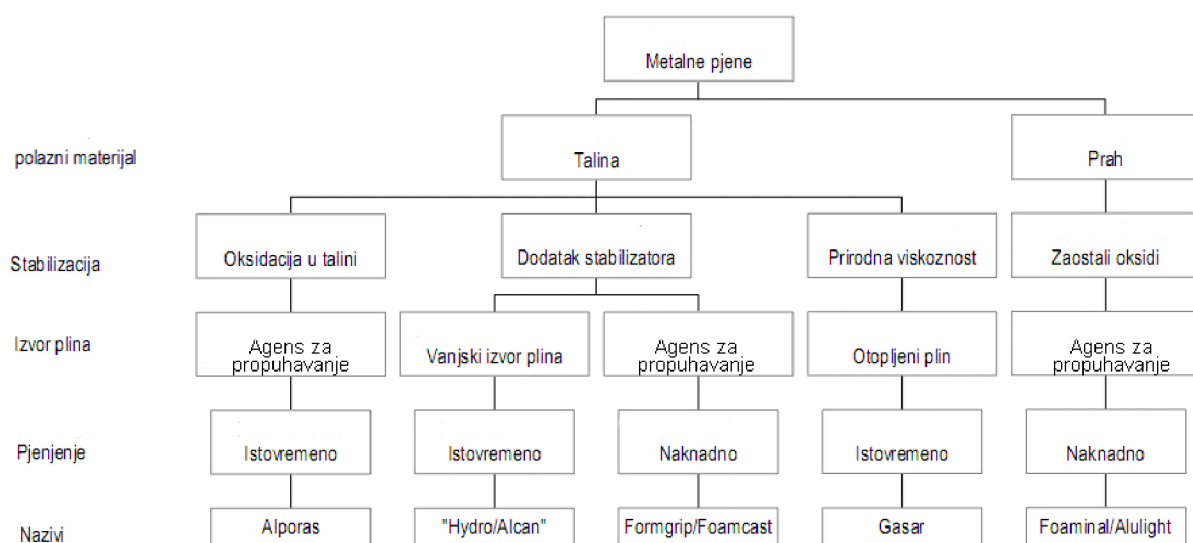 Metalne pjene
polazni materijal
Talina
Prah
Stabilizacija
Oksidacija u talini
Dodatak stabilizatora
Prirodna viskoznost
Zaostali oksidi
Izvor plina
Agens za
propuhavanje
Vanjski izvor plina
Agens za
propuhavanje
Otopljeni plin
Agens za
propuhavanje
Pjenjenje
Istovremeno
Istovremeno
Naknadno
Istovremeno
Naknadno
Nazivi
Alporas
"Hydro/Alcan"
Formgrip/Foamcast
Gasar
Foaminal/Alulight